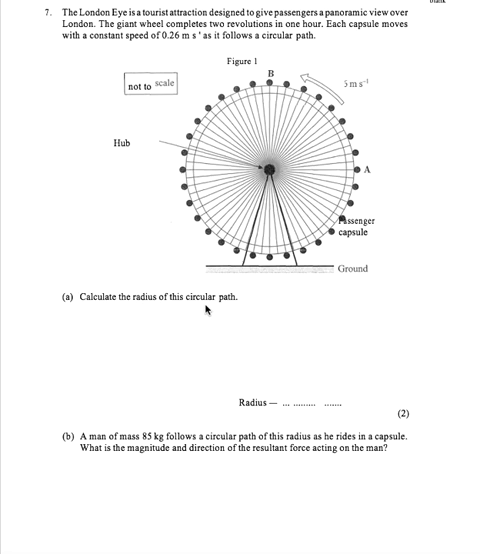 blank
7. The London Eye is a tourist attraction designed to give passengers a panoramic view over
London. The giant wheel completes two revolutions in one hour. Each capsule moves
with a constant speed of 0.26 m s ' as it follows a circular path.
Figure 1
not to scale
B
5 m s⁻¹
Hub
A
Passenger
capsule
Ground
(a) Calculate the radius of this circular path.
Radius — ... ......... .......
(2)
(b) A man of mass 85 kg follows a circular path of this radius as he rides in a capsule.
What is the magnitude and direction of the resultant force acting on the man?